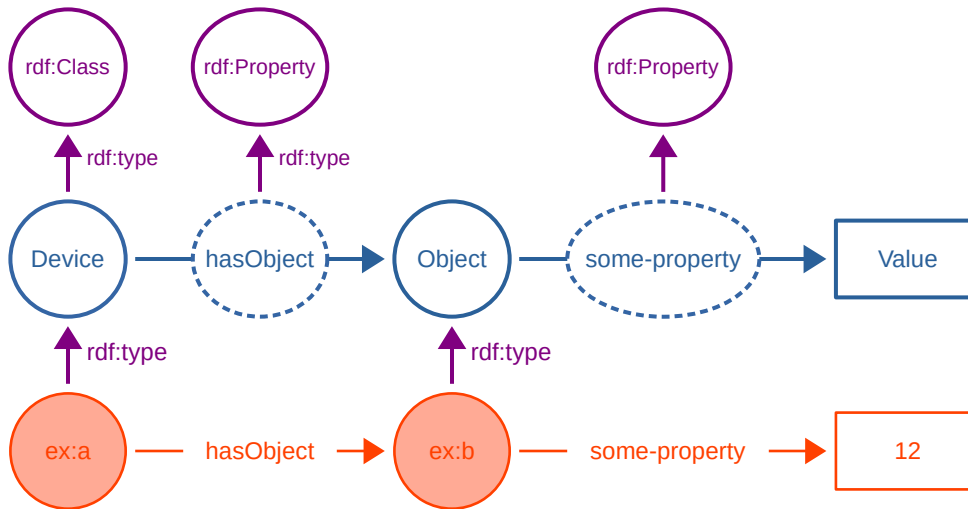 rdf:Class
rdf:Property
rdf:Property
rdf:type
rdf:type
Device
hasObject
Object
some-property
Value
rdf:type
rdf:type
ex:a
hasObject
ex:b
some-property
12